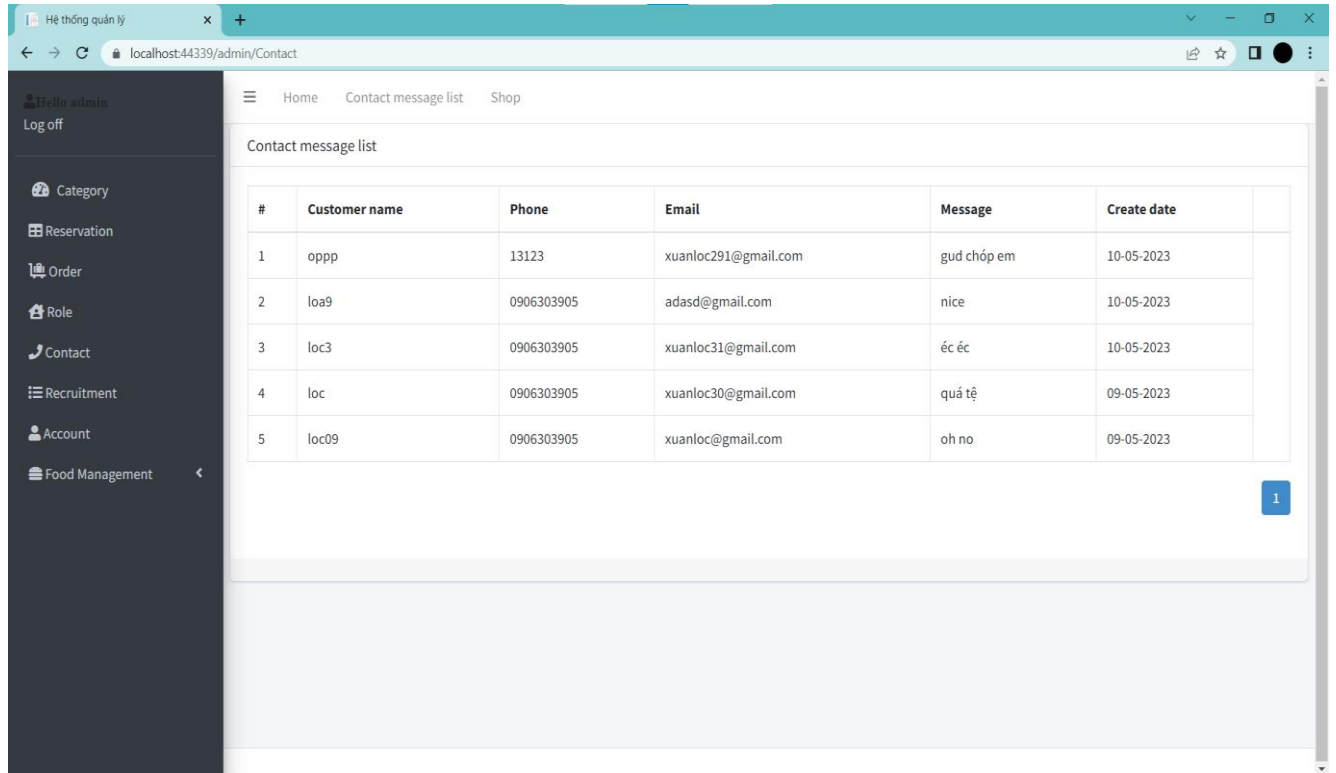 Hệ thống quản lý
localhost:44339/admin/Contact
Hello admin
Log off
Category
Reservation
Order
Role
Contact
Recruitment
Account
Food Management
Home Contact message list Shop
Contact message list
# Customer name Phone Email Message Create date
1 oppp 13123 xuanloc291@gmail.com gud chóp em 10-05-2023
2 loa9 0906303905 adasd@gmail.com nice 10-05-2023
3 loc3 0906303905 xuanloc31@gmail.com éc éc 10-05-2023
4 loc 0906303905 xuanloc30@gmail.com quá tệ 09-05-2023
5 loc09 0906303905 xuanloc@gmail.com oh no 09-05-2023
1